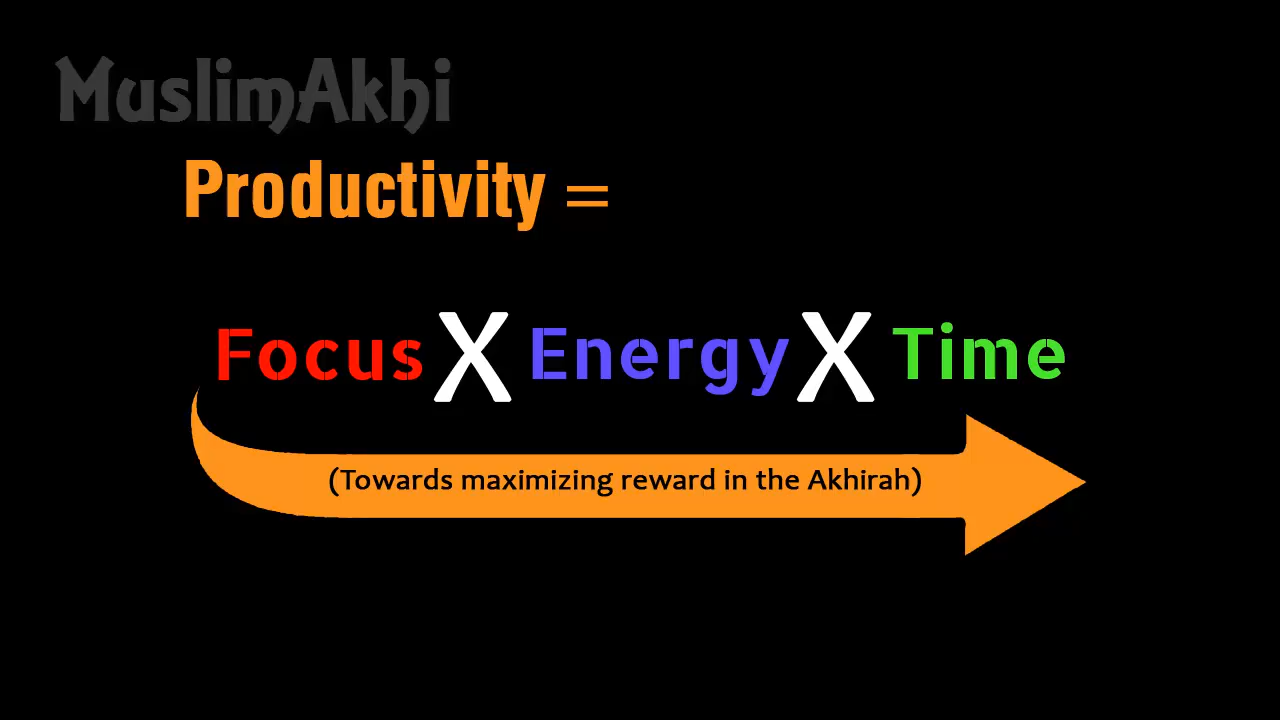 MuslimAkhi
Productivity =
Focus X Energy X Time
(Towards maximizing reward in the Akhirah)